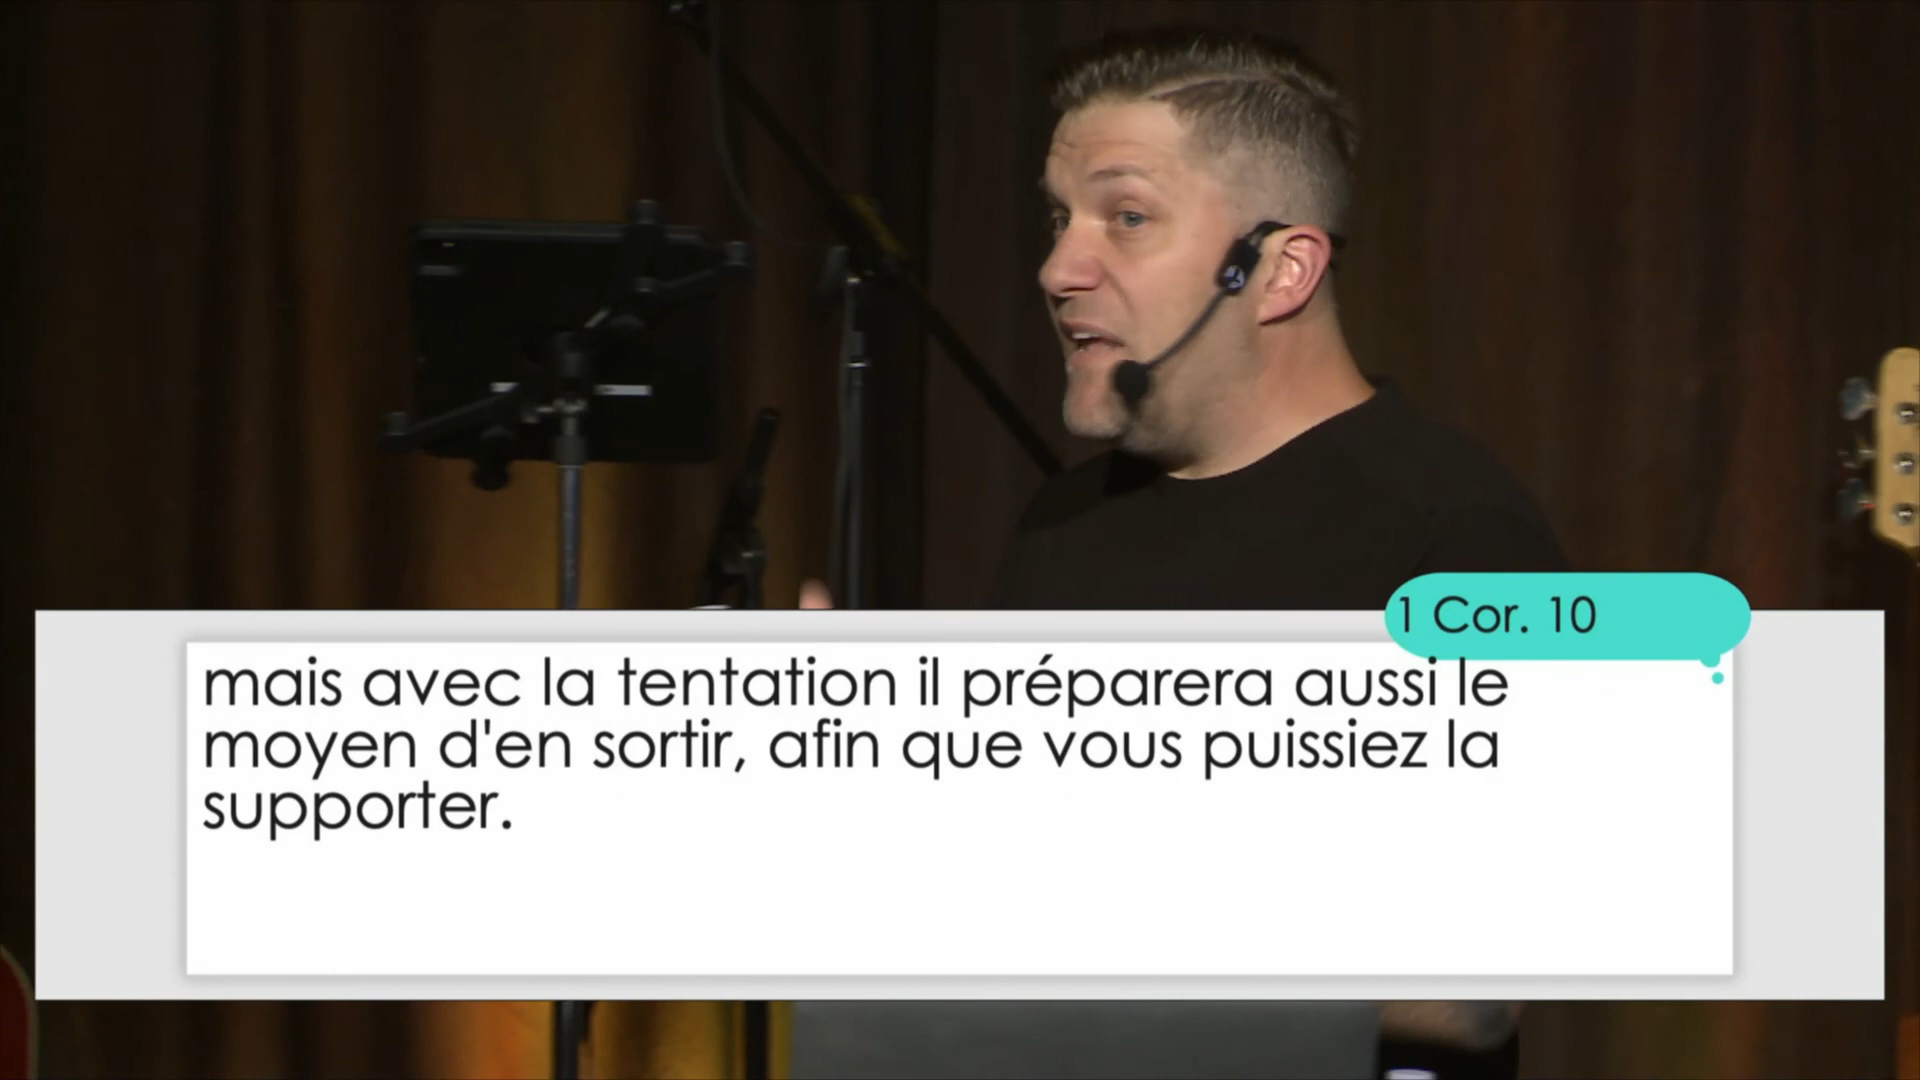 1 Cor. 10
mais avec la tentation il préparera aussi le
moyen d'en sortir, afin que vous puissiez la
supporter.